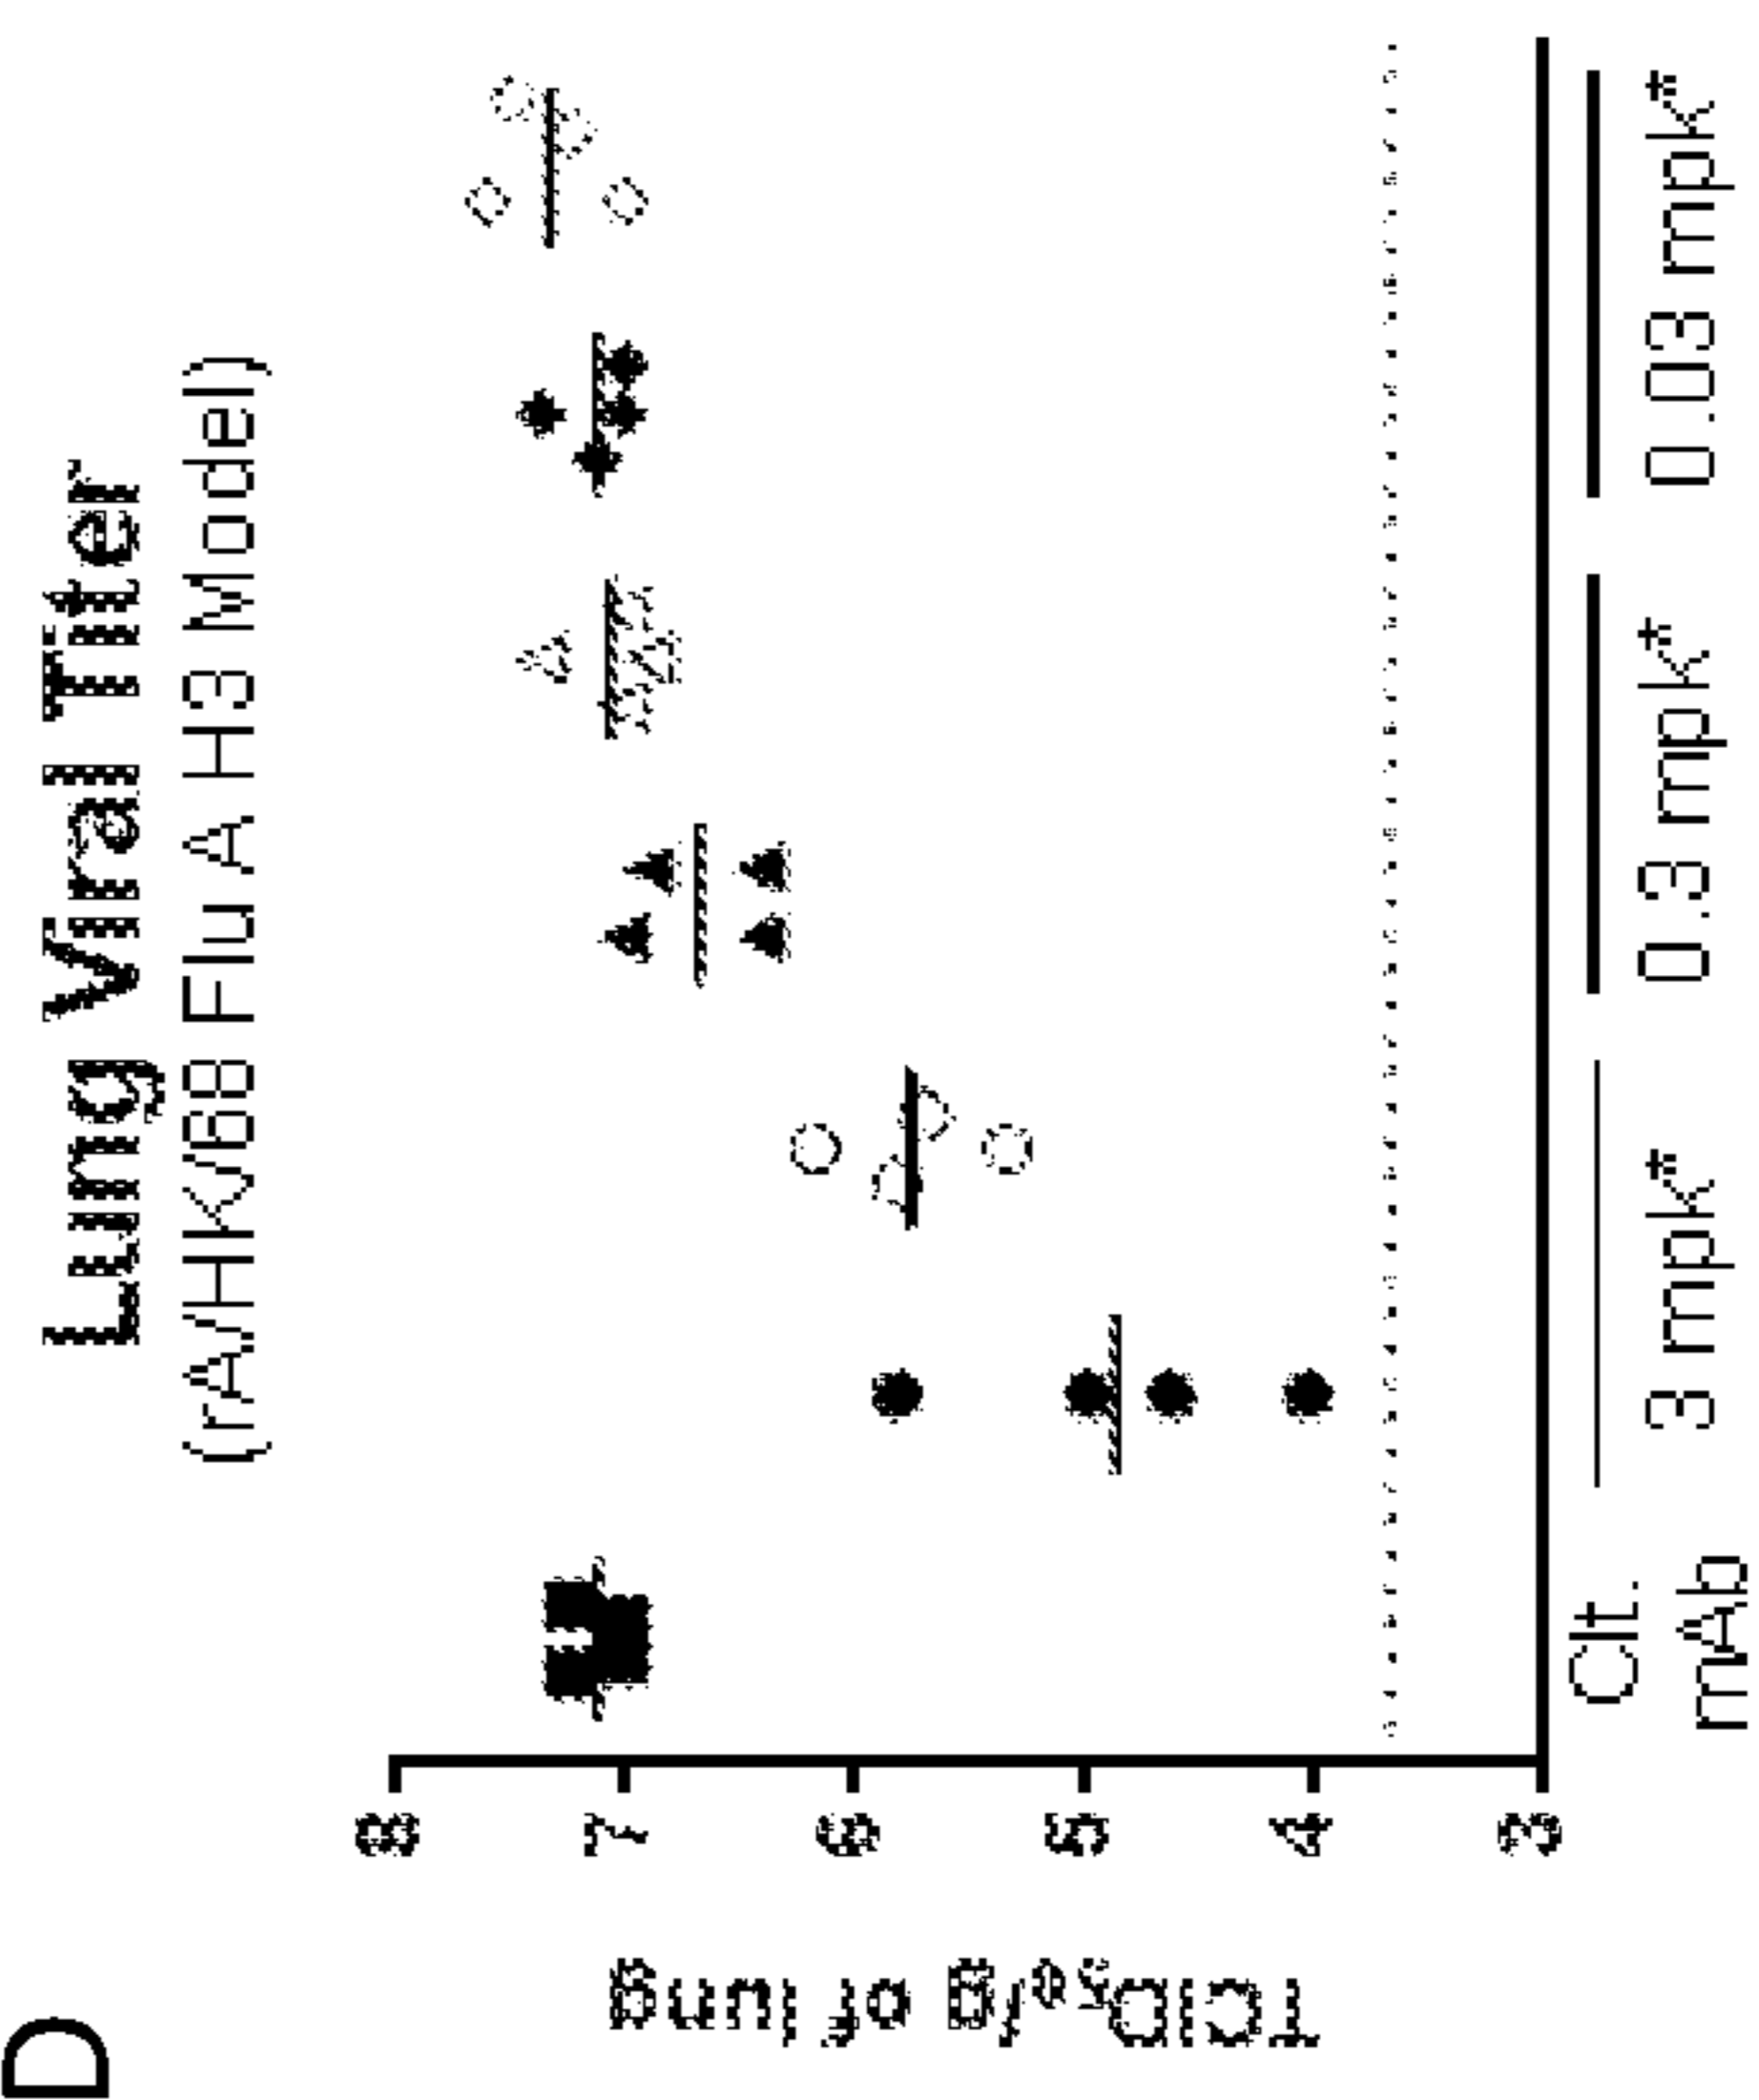 D
Lung Viral Titer
(rA/HK/68 Flu A H3 Model)
TCID50/g of lung
8
7
6
5
4
3
Clt.
mAb
3 mpk*
0.3 mpk*
0.03 mpk*